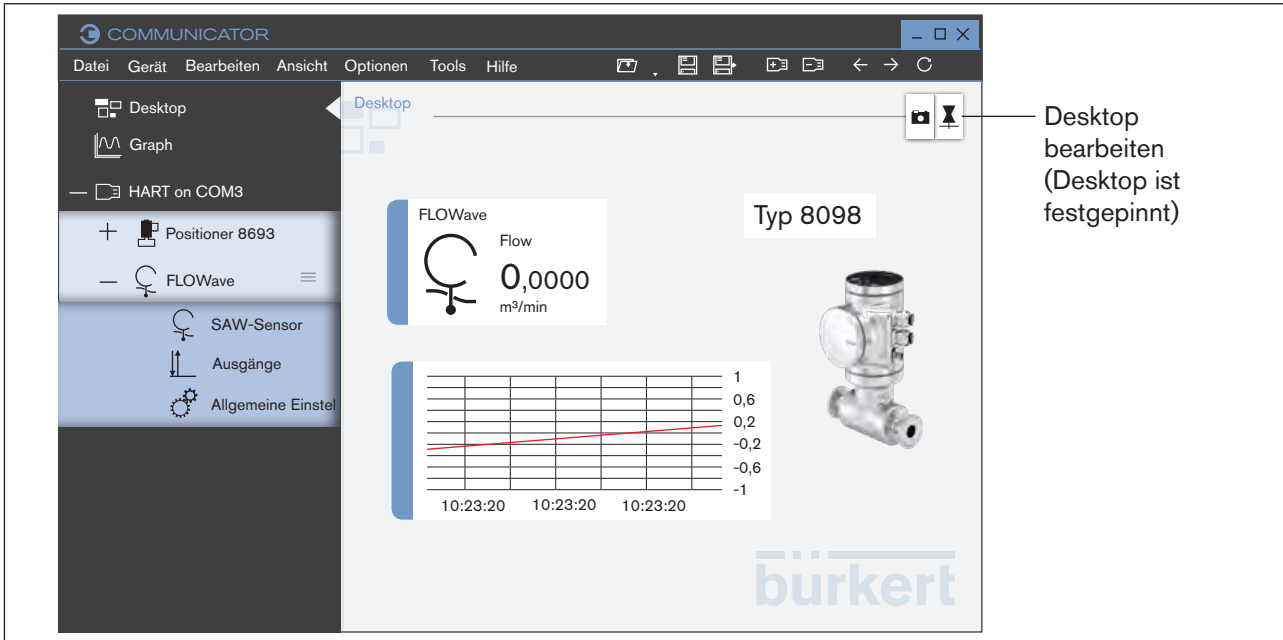 COMMUNICATOR
Datei Gerät Bearbeiten Ansicht Optionen Tools Hilfe
Desktop
Graph
HART on COM3
Positioner 8693
FLOWave
SAW-Sensor
Ausgänge
Allgemeine Einstel
Desktop
FLOWave
Flow
0,0000
m³/min
Typ 8098
1
0,6
0,2
-0,2
-0,6
-1
10:23:20 10:23:20 10:23:20
bürkert
Desktop
bearbeiten
(Desktop ist
festgepinnt)